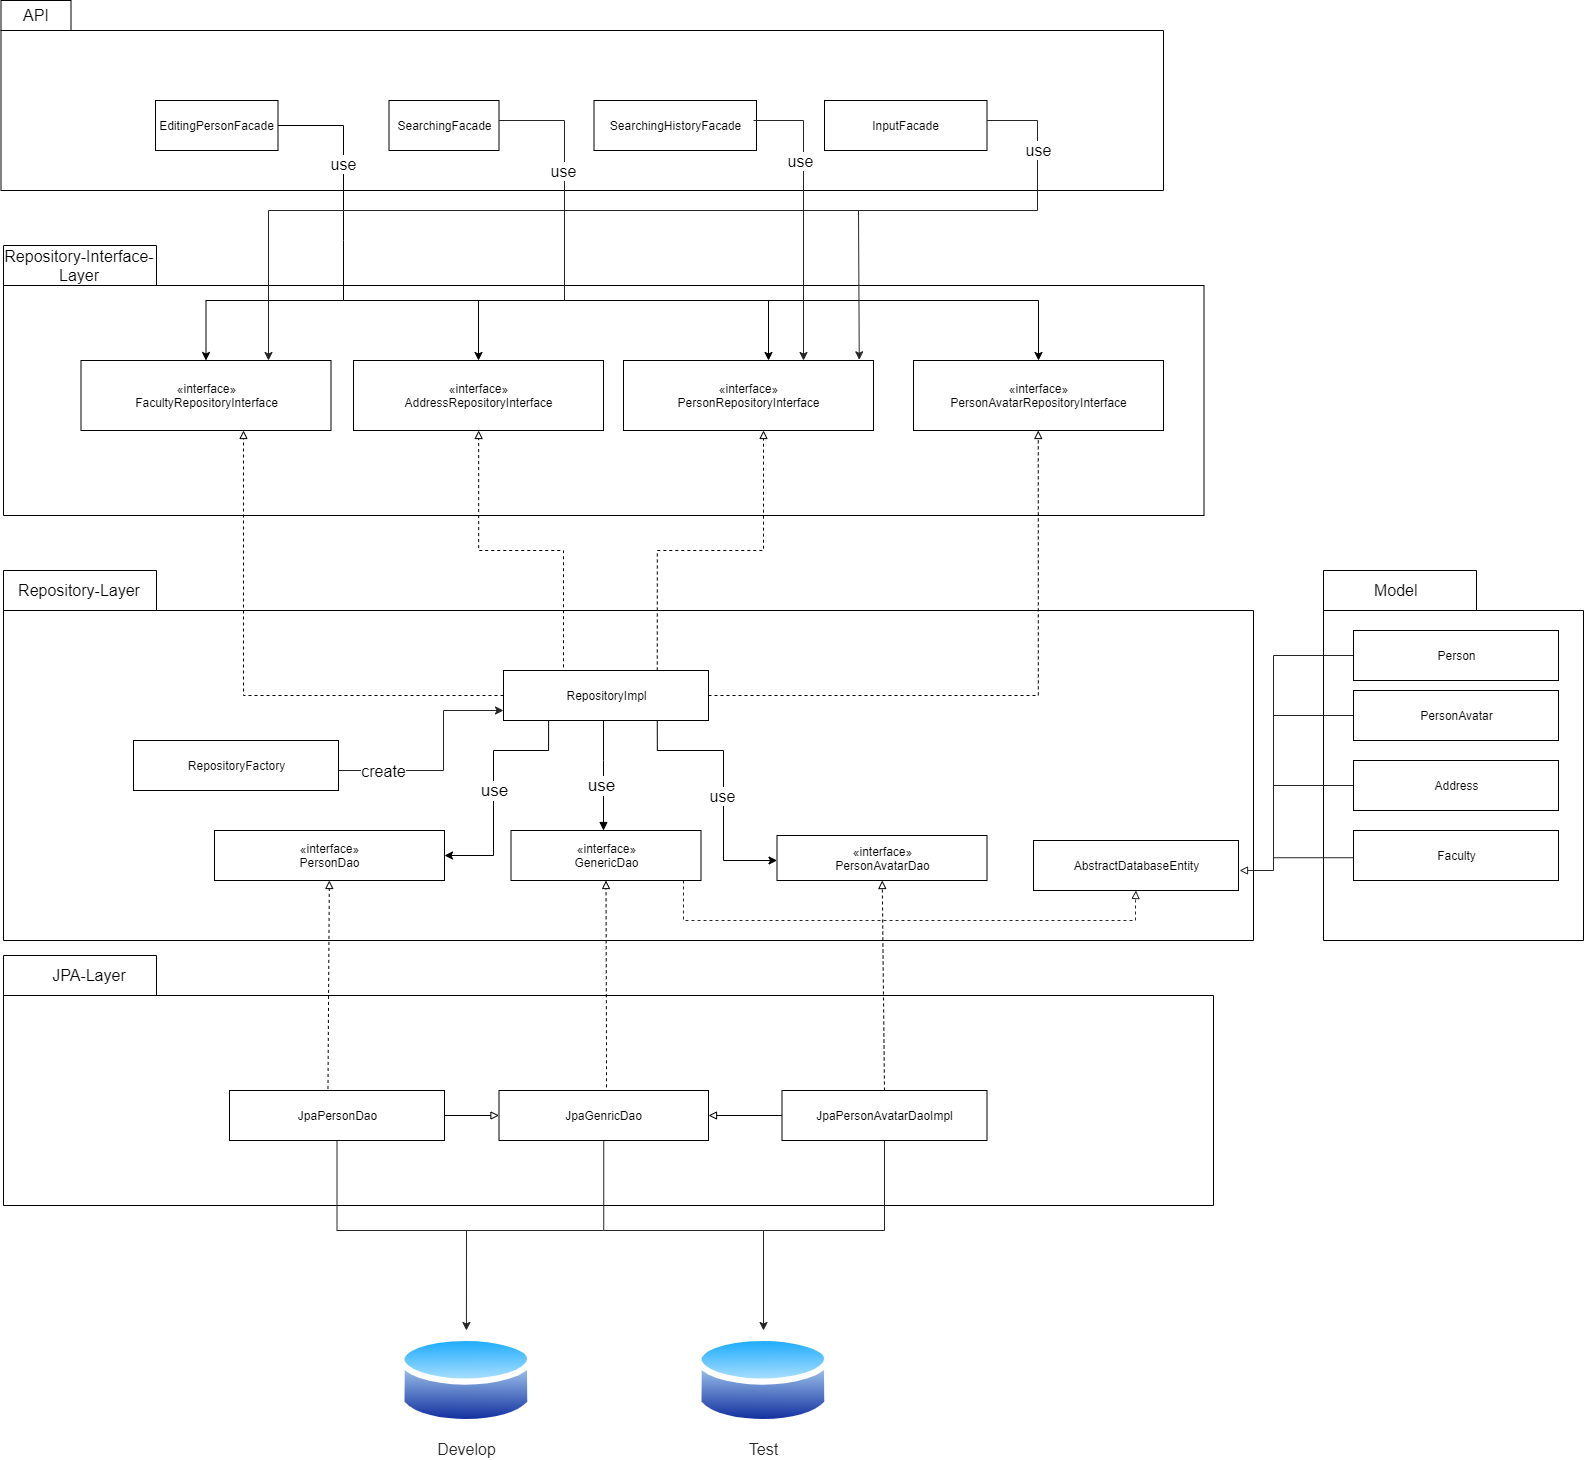 API
EditingPersonFacade
SearchingFacade
SearchingHistoryFacade
InputFacade
use
use
use
use
Repository-Interface-
Layer
«interface»
FacultyRepositoryInterface
«interface»
AddressRepositoryInterface
«interface»
PersonRepositoryInterface
«interface»
PersonAvatarRepositoryInterface
Repository-Layer
Model
Person
PersonAvatar
Address
Faculty
RepositoryImpl
RepositoryFactory
create
use
use
use
«interface»
PersonDao
«interface»
GenericDao
«interface»
PersonAvatarDao
AbstractDatabaseEntity
JPA-Layer
JpaPersonDao
JpaGenricDao
JpaPersonAvatarDaoImpl
Develop
Test